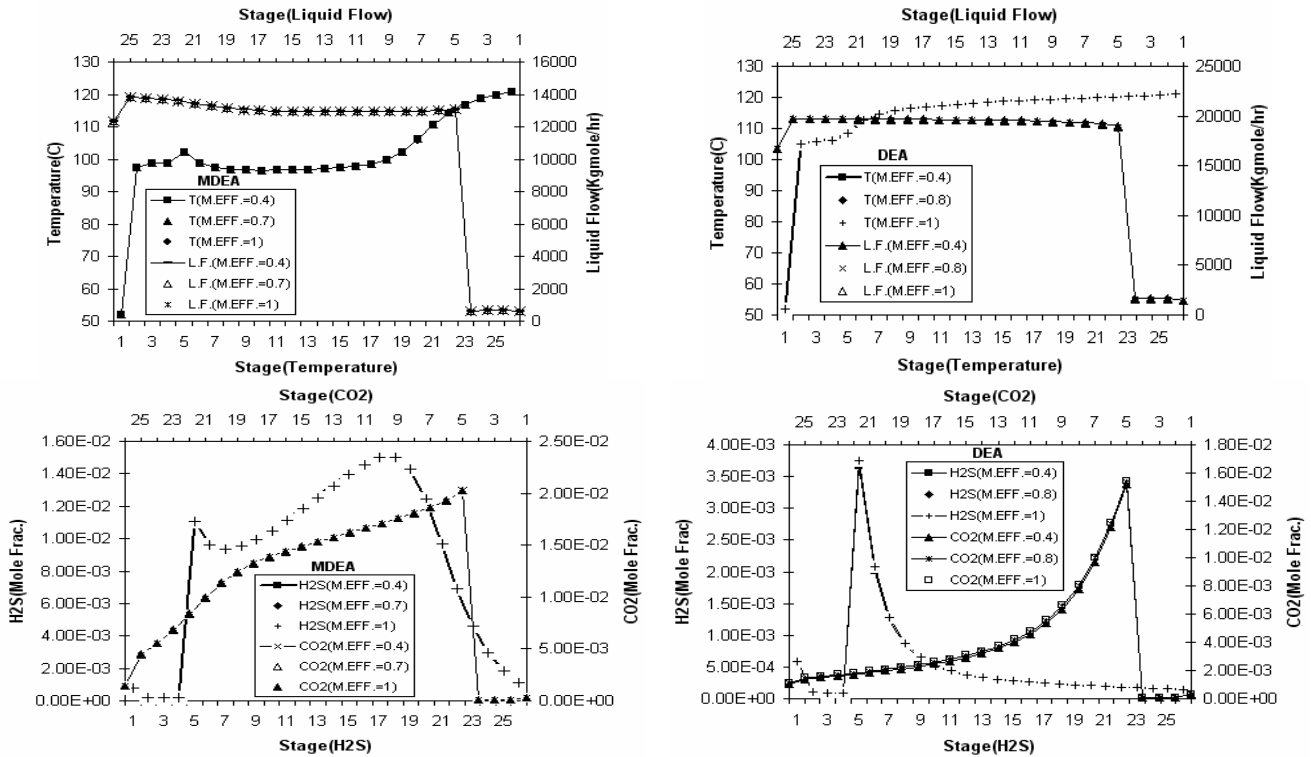 Stage(Liquid Flow)
25 23 21 19 17 15 13 11 9 7 5 3 1
130
120
110
100
90
80
70
60
50
Temperature(C)
16000
14000
12000
10000
8000
6000
4000
2000
0
Liquid Flow(Kgmole/hr)
MDEA
T(M.EFF.=0.4)
T(M.EFF.=0.7)
T(M.EFF.=1)
L.F.(M.EFF.=0.4)
L.F.(M.EFF.=0.7)
L.F.(M.EFF.=1)
1 3 5 7 9 11 13 15 17 19 21 23 25
Stage(Temperature)
Stage(Liquid Flow)
25 23 21 19 17 15 13 11 9 7 5 3 1
130
120
110
100
90
80
70
60
50
Temperature(C)
25000
20000
15000
10000
5000
0
Liquid Flow(Kgmole/hr)
DEA
T(M.EFF.=0.4)
T(M.EFF.=0.8)
T(M.EFF.=1)
L.F.(M.EFF.=0.4)
L.F.(M.EFF.=0.8)
L.F.(M.EFF.=1)
1 3 5 7 9 11 13 15 17 19 21 23 25
Stage(Temperature)
Stage(CO2)
25 23 21 19 17 15 13 11 9 7 5 3 1
1.60E-02
1.40E-02
1.20E-02
1.00E-02
8.00E-03
6.00E-03
4.00E-03
2.00E-03
0.00E+00
H2S(Mole Frac.)
2.50E-02
2.00E-02
1.50E-02
1.00E-02
5.00E-03
0.00E+00
CO2(Mole Frac.)
MDEA
H2S(M.EFF.=0.4)
H2S(M.EFF.=0.7)
H2S(M.EFF.=1)
CO2(M.EFF.=0.4)
CO2(M.EFF.=0.7)
CO2(M.EFF.=1)
1 3 5 7 9 11 13 15 17 19 21 23 25
Stage(H2S)
Stage(CO2)
25 23 21 19 17 15 13 11 9 7 5 3 1
4.00E-03
3.50E-03
3.00E-03
2.50E-03
2.00E-03
1.50E-03
1.00E-03
5.00E-04
0.00E+00
H2S(Mole Frac)
1.80E-02
1.60E-02
1.40E-02
1.20E-02
1.00E-02
8.00E-03
6.00E-03
4.00E-03
2.00E-03
0.00E+00
CO2(Mole Frac.)
DEA
H2S(M.EFF.=0.4)
H2S(M.EFF.=0.8)
H2S(M.EFF.=1)
CO2(M.EFF.=0.4)
CO2(M.EFF.=0.8)
CO2(M.EFF.=1)
1 3 5 7 9 11 13 15 17 19 21 23 25
Stage(H2S)